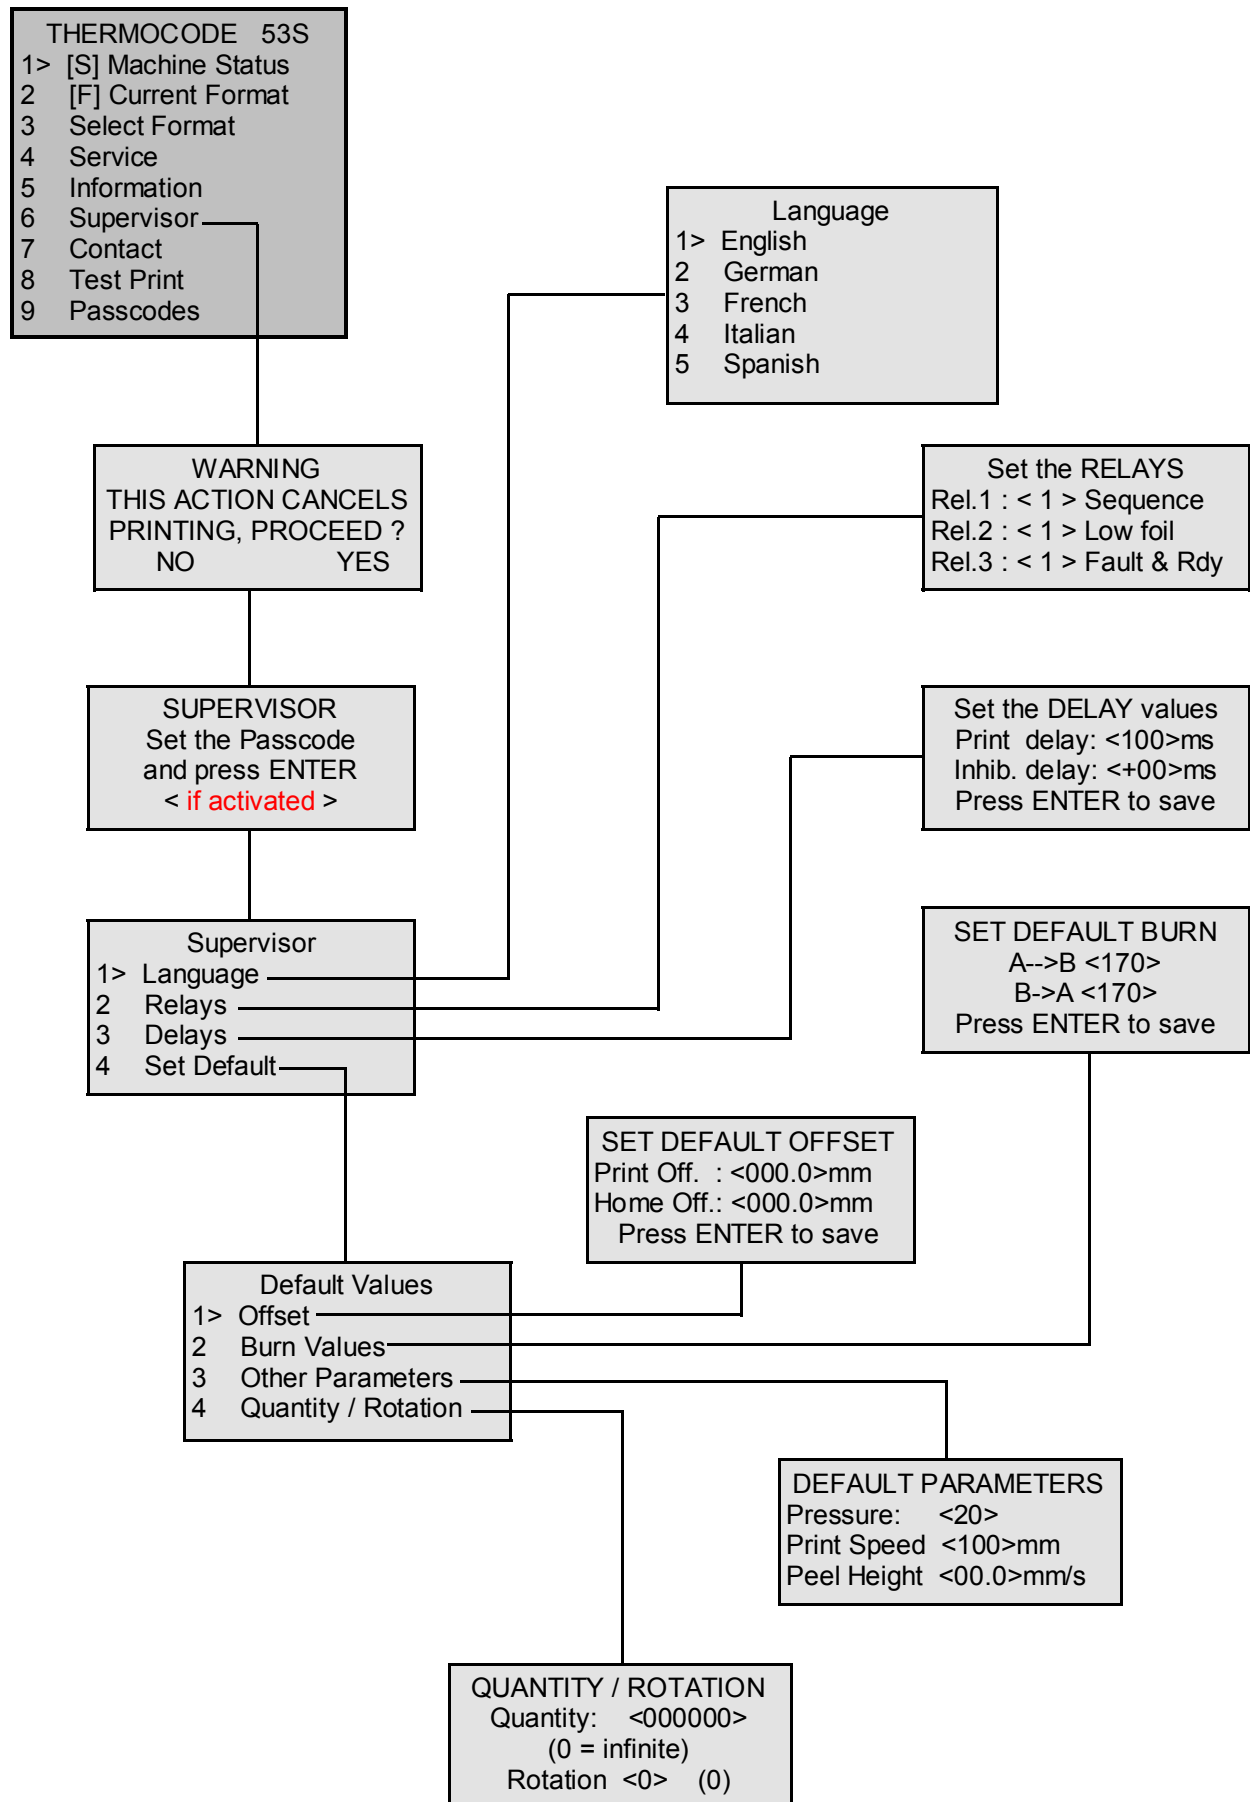 THERMOCODE 53S
1> [S] Machine Status
2 [F] Current Format
3 Select Format
4 Service
5 Information
6 Supervisor
7 Contact
8 Test Print
9 Passcodes
Language
1> English
2 German
3 French
4 Italian
5 Spanish
WARNING
THIS ACTION CANCELS
PRINTING, PROCEED ?
NO YES
Set the RELAYS
Rel.1 : < 1 > Sequence
Rel.2 : < 1 > Low foil
Rel.3 : < 1 > Fault & Rdy
SUPERVISOR
Set the Passcode
and press ENTER
< if activated >
Set the DELAY values
Print delay: <100>ms
Inhib. delay: <+00>ms
Press ENTER to save
Supervisor
1> Language
2 Relays
3 Delays
4 Set Default
SET DEFAULT BURN
A-->B <170>
B->A <170>
Press ENTER to save
SET DEFAULT OFFSET
Print Off. : <000.0>mm
Home Off.: <000.0>mm
Press ENTER to save
Default Values
1> Offset
2 Burn Values
3 Other Parameters
4 Quantity / Rotation
DEFAULT PARAMETERS
Pressure: <20>
Print Speed <100>mm
Peel Height <00.0>mm/s
QUANTITY / ROTATION
Quantity: <000000>
(0 = infinite)
Rotation <0> (0)